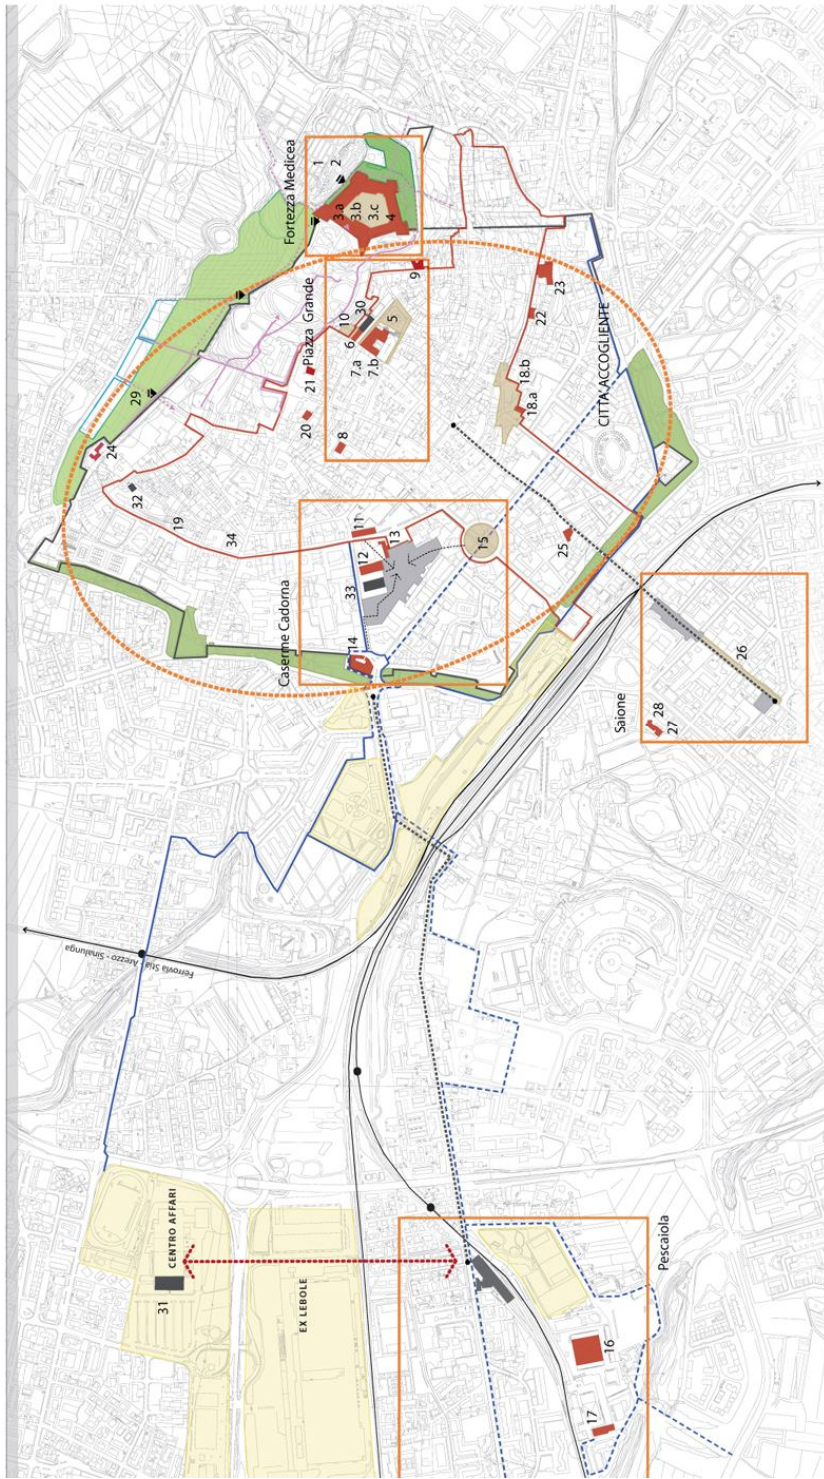 Fortezza Medicea
1
2
3.a
3.b
3.c
4
Piazza Grande
9
30
10
5
6
7.a
7.b
21
20
8
23
22
18.b
18.a
CITTA' ACCOGLIENTE
29
24
32
19
34
Caserme Cadorna
11
13
12
33
15
14
25
Saione
26
28
27
Ferrovia Stia Arezzo - Sinalunga
CENTRO AFFARI
31
EX LEBOLE
Pescaiola
16
17